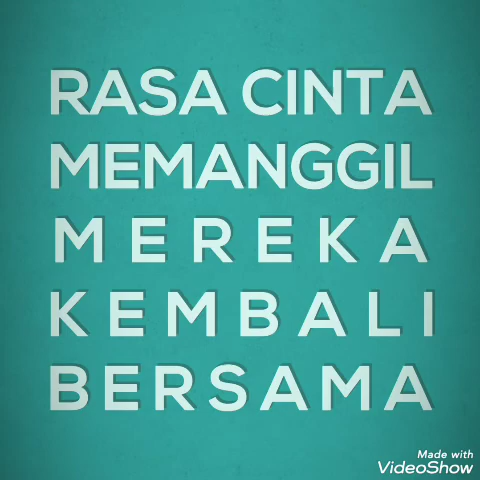 RASA CINTA
MEMANGGIL
MEREKA
KEMBALI
BERSAMA
Made with
VideoShow